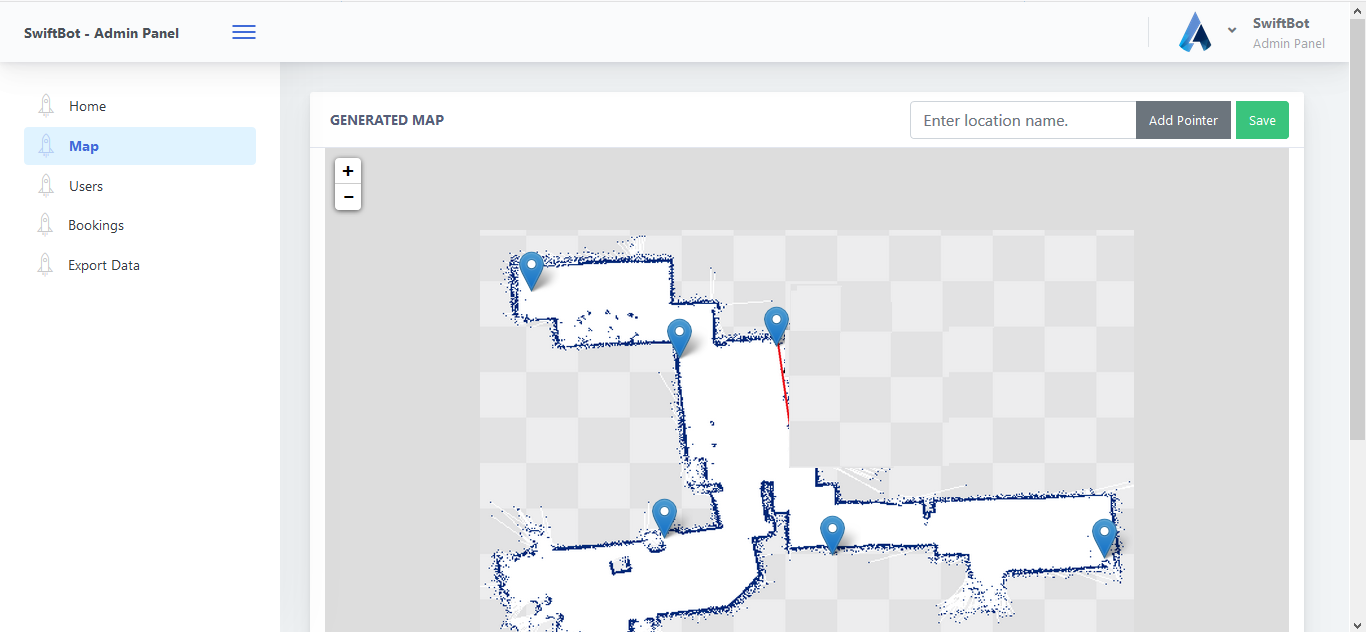 SwiftBot - Admin Panel
SwiftBot
Admin Panel
Home
Map
Users
Bookings
Export Data
GENERATED MAP
Enter location name.
Add Pointer
Save
+
−